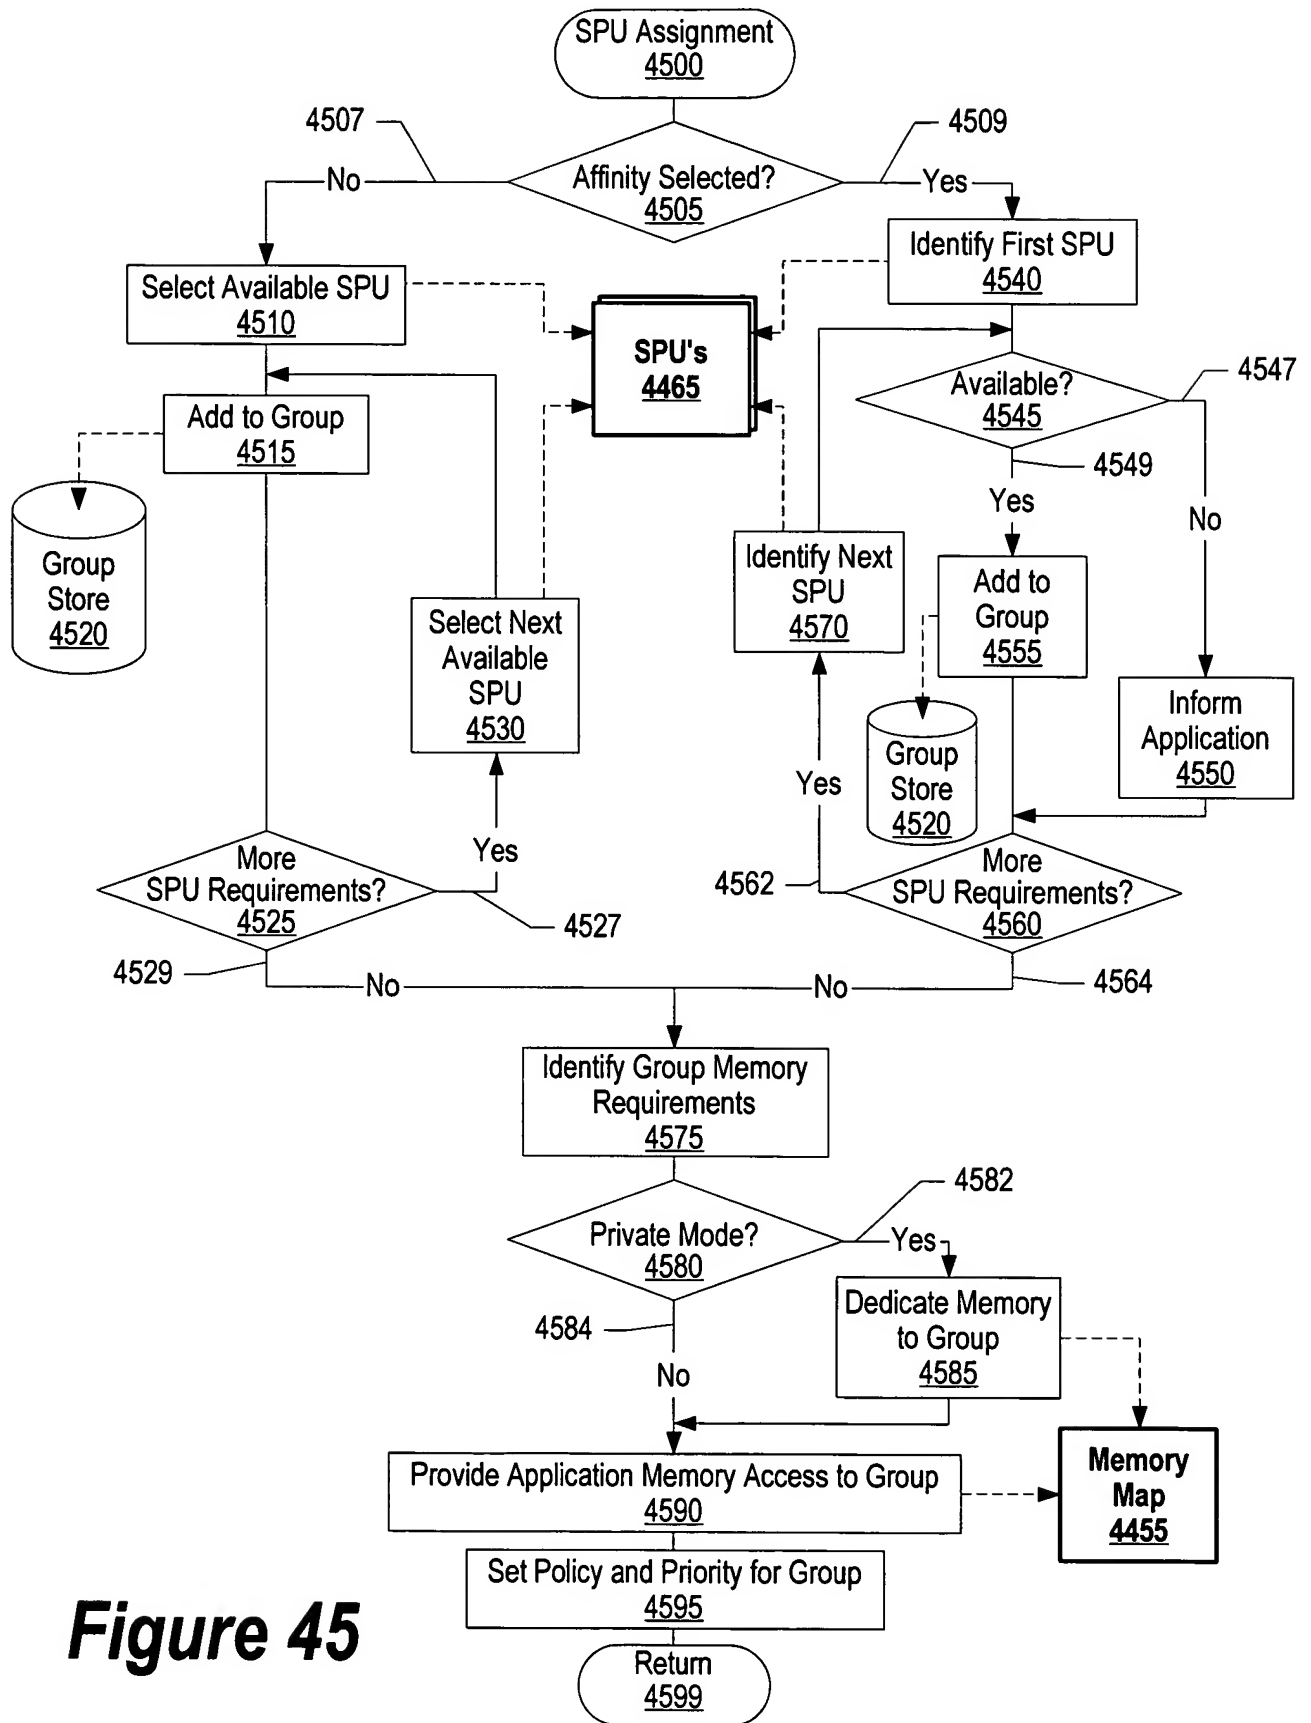 SPU Assignment
4500
4507
4509
No
Affinity Selected?
4505
Yes
Select Available SPU
4510
Identify First SPU
4540
SPU's
4465
Available?
4545
4547
Add to Group
4515
4549
Yes
No
Group
Store
4520
Select Next
Available
SPU
4530
Identify Next
SPU
4570
Add to
Group
4555
Inform
Application
4550
Group
Store
4520
Yes
Yes
More
SPU Requirements?
4525
4527
4562
More
SPU Requirements?
4560
4529
No
No
4564
Identify Group Memory
Requirements
4575
Private Mode?
4580
4582
Yes
4584
No
Dedicate Memory
to Group
4585
Provide Application Memory Access to Group
4590
Memory
Map
4455
Set Policy and Priority for Group
4595
Return
4599
Figure 45